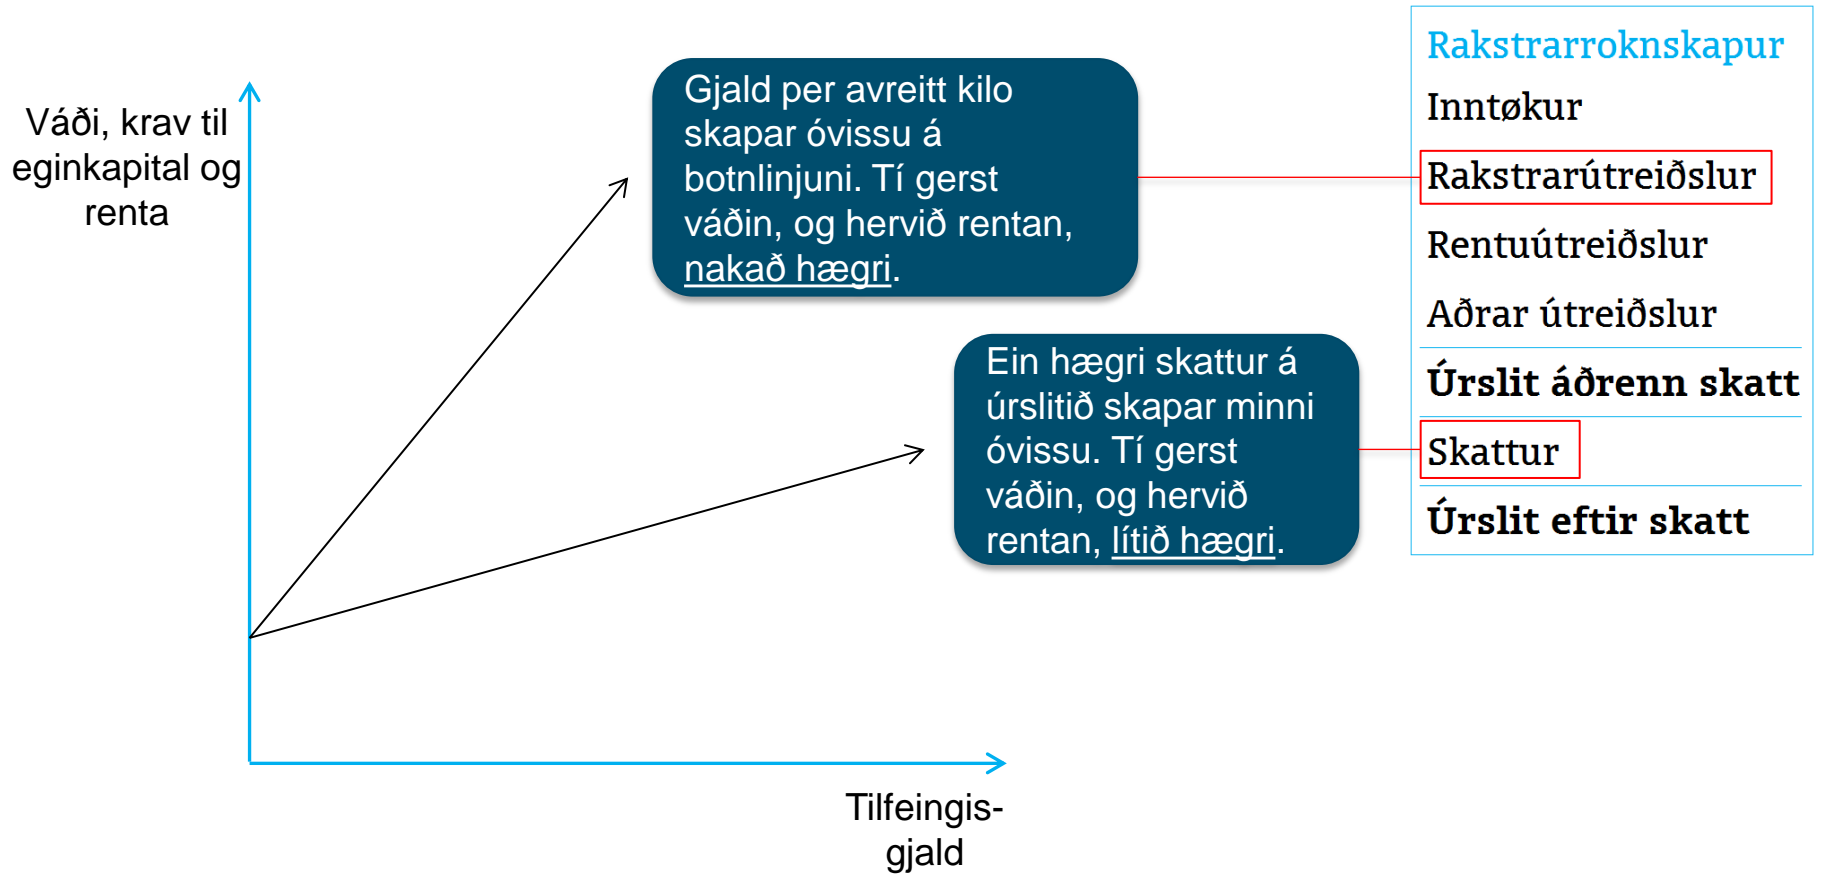 Váði, krav til
eginkapital og
renta
Gjald per avreitt kilo
skapar óvissu á
botnlinjuni. Tí gerst
váðin, og hervið rentan,
nakað hægri.
Ein hægri skattur á
úrslitið skapar minni
óvissu. Tí gerst
váðin, og hervið
rentan, lítið hægri.
Rakstrarroknskapur
Inntøkur
Rakstrarútreiðslur
Rentuútreiðslur
Aðrar útreiðslur
Úrslit áðrenn skatt
Skattur
Úrslit eftir skatt
Tilfeingis-
gjald